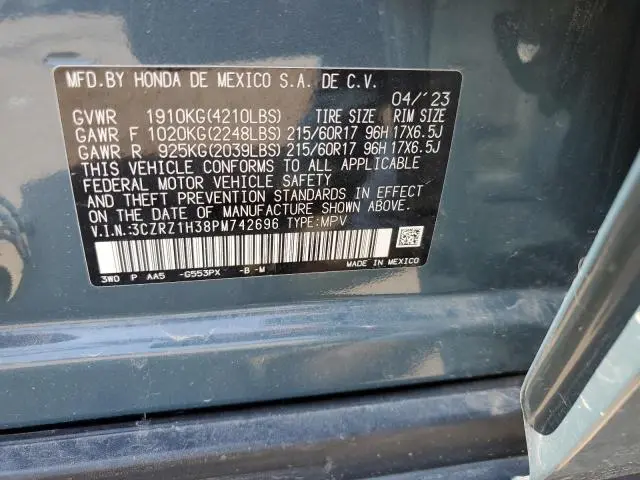 MFD.BY HONDA DE MEXICO S.A. DE C.V.
04/'23
GVWR 1910KG(4210LBS) TIRE SIZE RIM SIZE
GAWR F 1020KG(2248LBS) 215/60R17 96H 17X6.5J
GAWR R 925KG(2039LBS) 215/60R17 96H 17X6.5J
THIS VEHICLE CONFORMS TO ALL APPLICABLE
FEDERAL MOTOR VEHICLE SAFETY
AND THEFT PREVENTION STANDARDS IN EFFECT
ON THE DATE OF MANUFACTURE SHOWN ABOVE.
V.I.N.:3CZRZ1H38PM742696 TYPE:MPV
3W0 P AA5 -G553PX -B -M MADE IN MEXICO